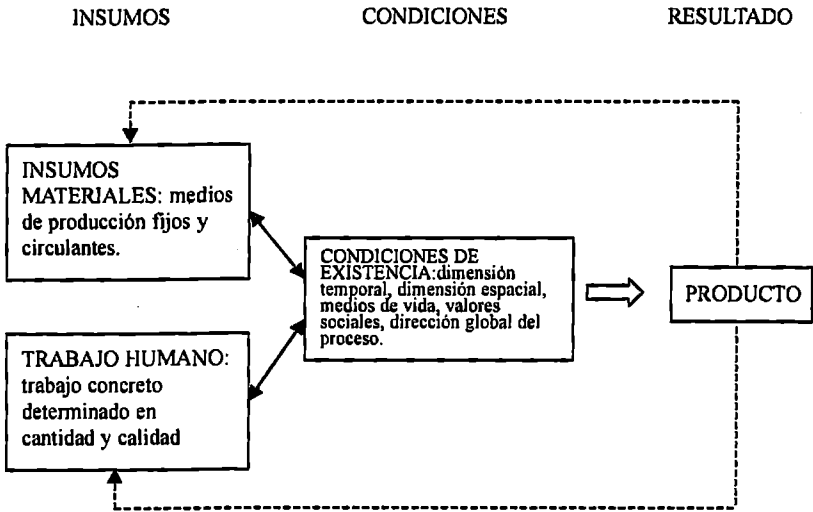 INSUMOS CONDICIONES RESULTADO
INSUMOS
MATERIALES: medios
de producción fijos y
circulantes.
CONDICIONES DE
EXISTENCIA:dimensión
temporal, dimensión espacial,
medios de vida, valores
sociales, dirección global del
proceso.
PRODUCTO
TRABAJO HUMANO:
trabajo concreto
determinado en
cantidad y calidad